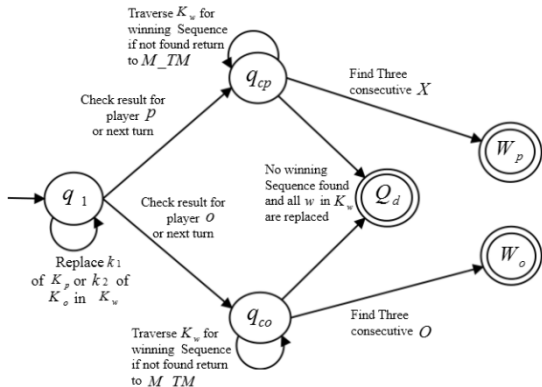 Traverse K_w for
winning Sequence
if not found return
to M_TM
q_cp
Find Three
consecutive X
Check result for
player p
or next turn
W_p
No winning
Sequence found
and all w in K_w
are replaced
Q_d
q_1
Check result for
player o
or next turn
W_o
Replace k_1
of K_p or k_2 of
K_o in K_w
q_co
Find Three
consecutive O
Traverse K_w for
winning Sequence
if not found return
to M_TM